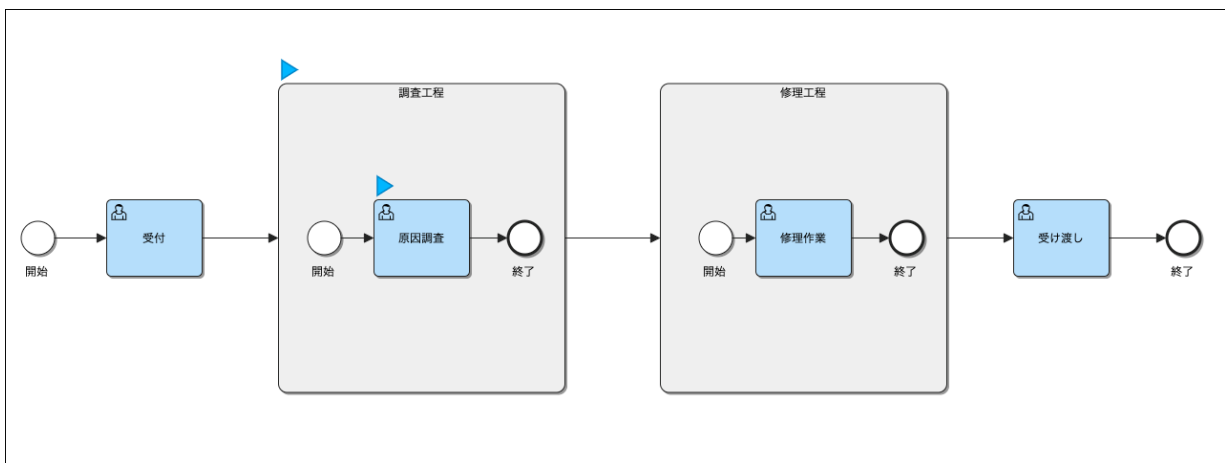 調査工程
修理工程
受付
原因調査
修理作業
受け渡し
開始
開始
終了
開始
終了
終了